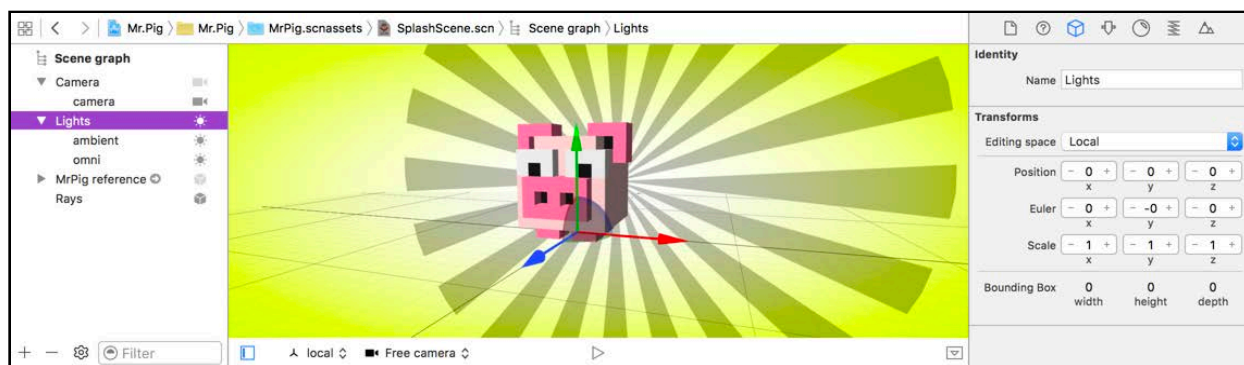 Mr.Pig Mr.Pig MrPig.scnassets SplashScene.scn Scene graph Lights
Scene graph
Camera
camera
Lights
ambient
omni
MrPig reference
Rays
Filter
local Free camera
Identity
Name Lights
Transforms
Editing space Local
Position - 0 + - 0 + - 0 +
x y z
Euler - 0 + - -0 + - 0 +
x y z
Scale - 1 + - 1 + - 1 +
x y z
Bounding Box 0 0 0
width height depth